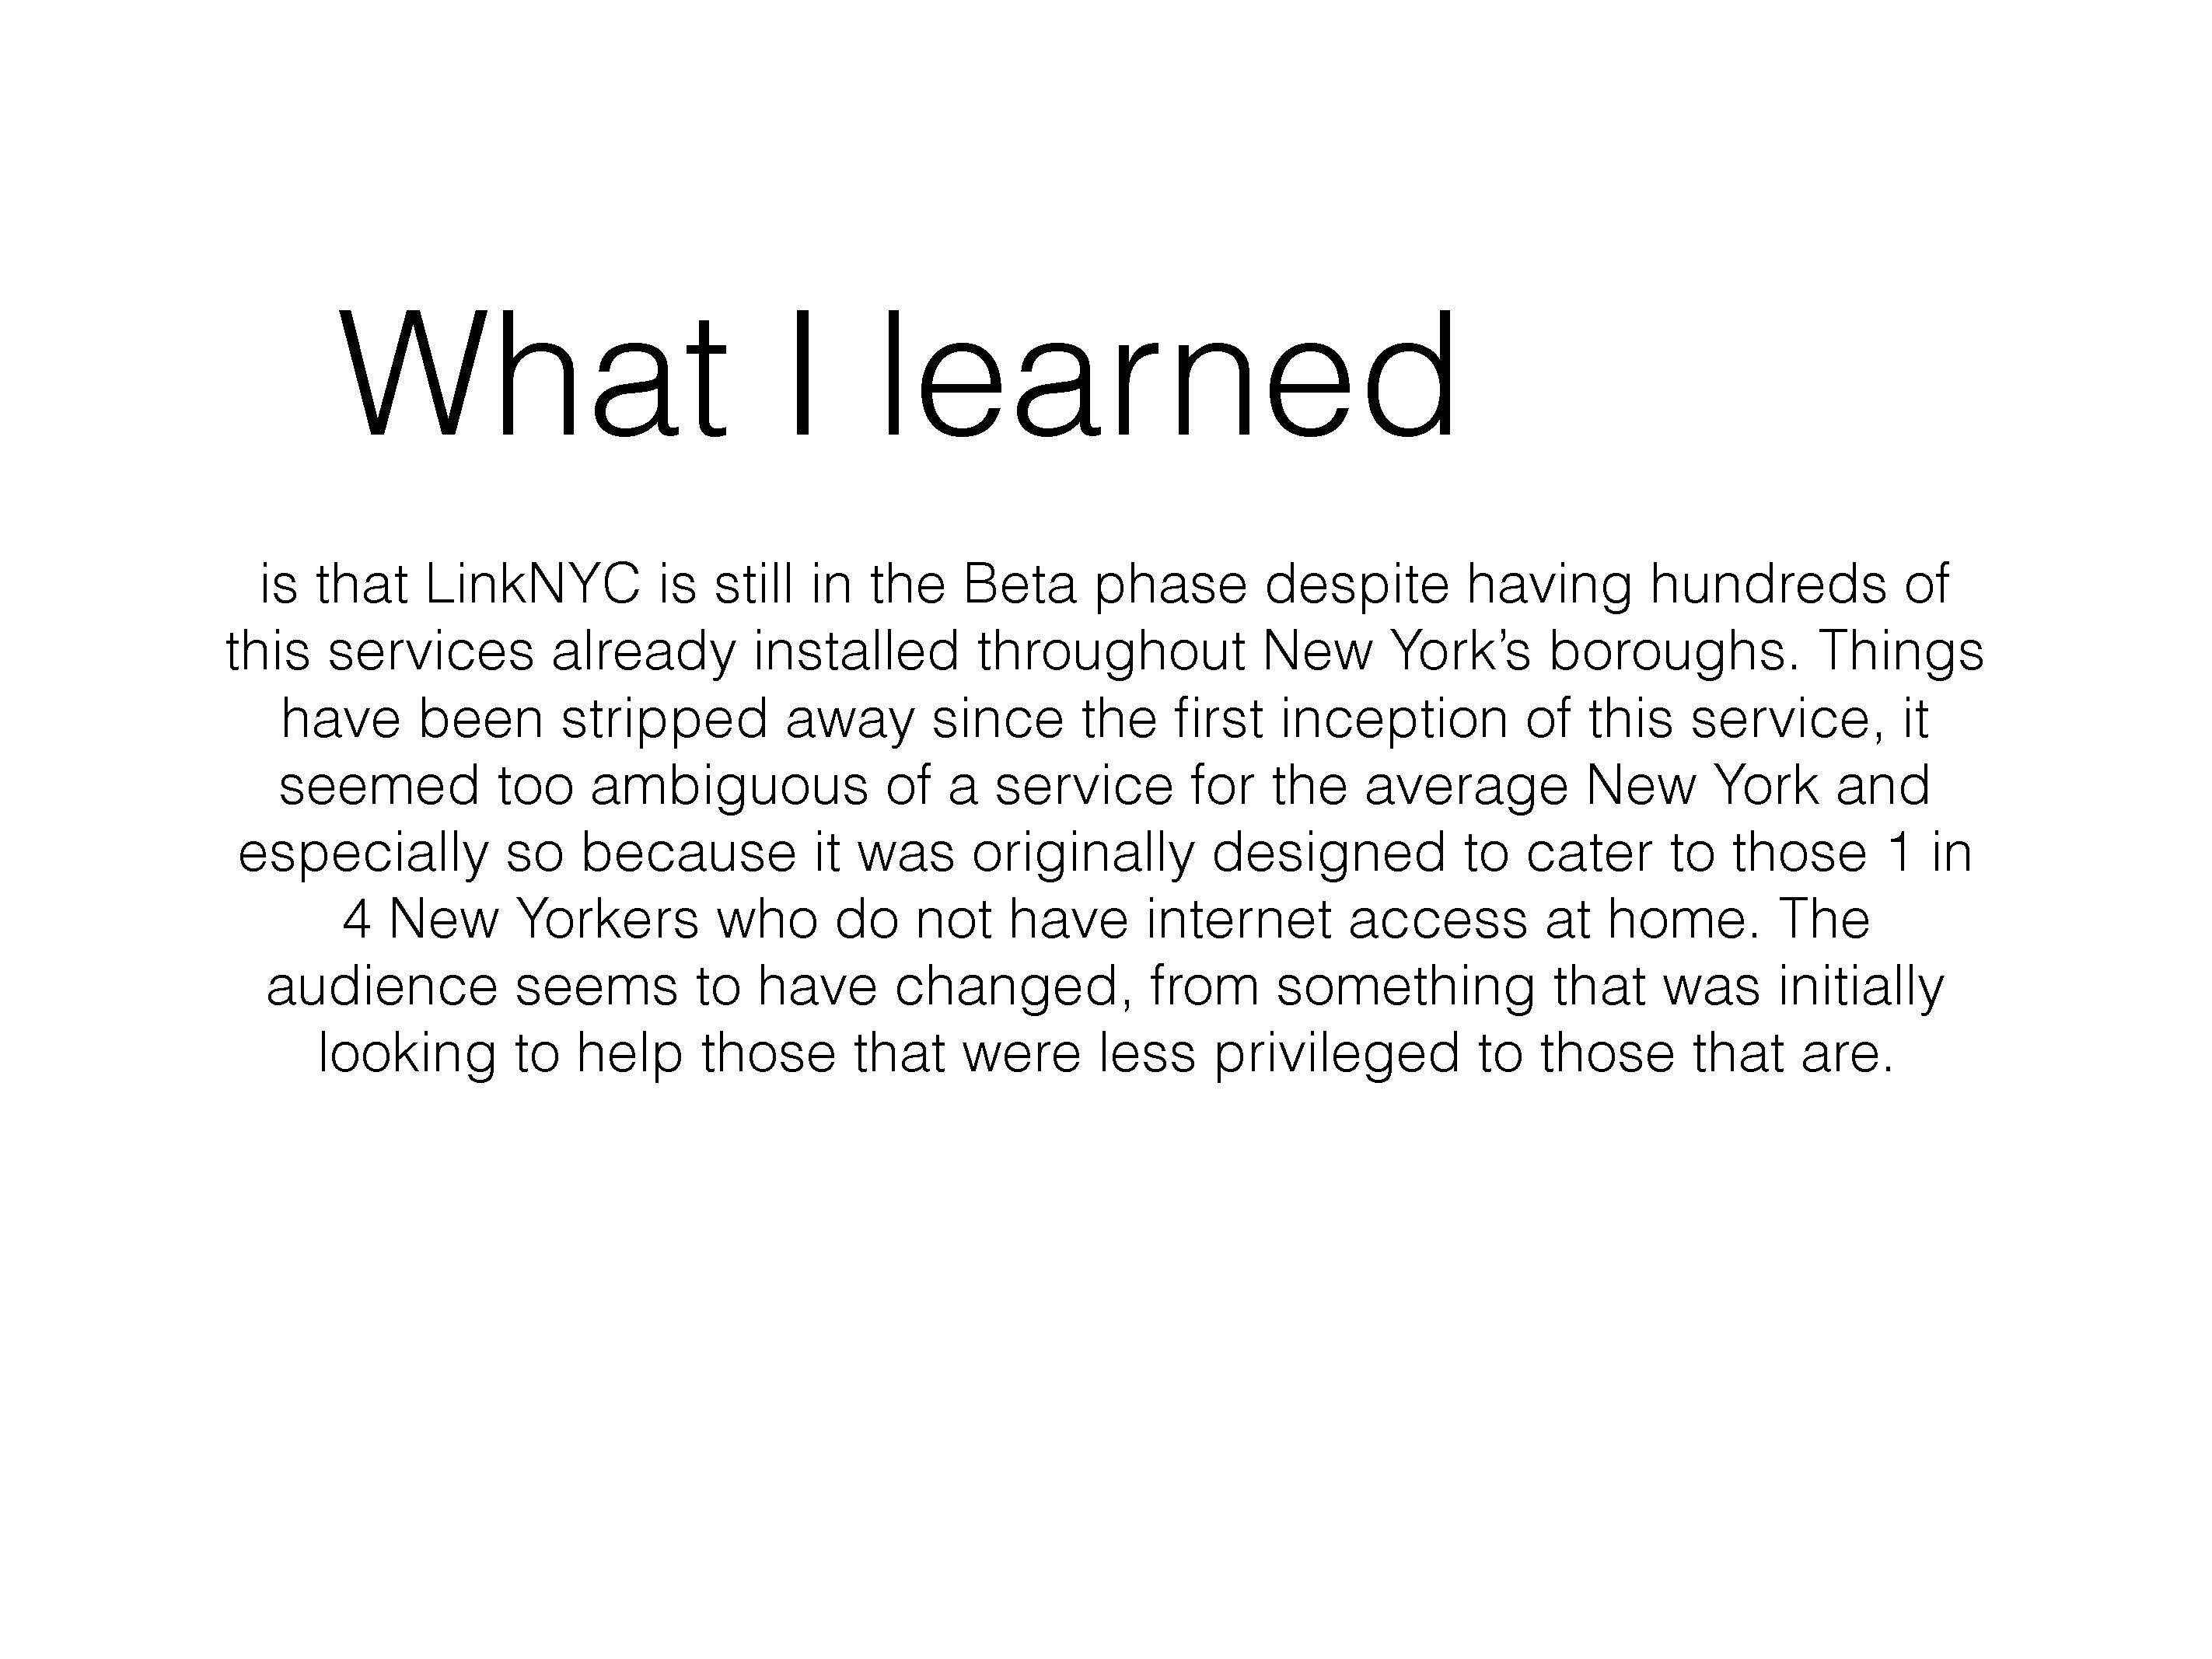 What I learned
is that LinkNYC is still in the Beta phase despite having hundreds of
this services already installed throughout New York’s boroughs. Things
have been stripped away since the first inception of this service, it
seemed too ambiguous of a service for the average New York and
especially so because it was originally designed to cater to those 1 in
4 New Yorkers who do not have internet access at home. The
audience seems to have changed, from something that was initially
looking to help those that were less privileged to those that are.